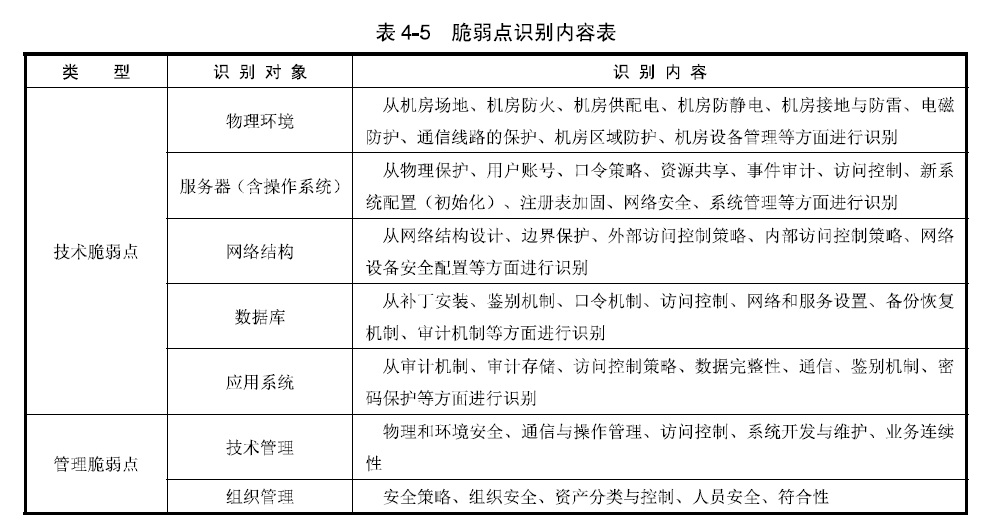 表 4-5 脆弱点识别内容表
类 型 识 别 对 象 识 别 内 容
物理环境
从机房场地、机房防火、机房供配电、机房防静电、机房接地与防雷、电磁
防护、通信线路的保护、机房区域防护、机房设备管理等方面进行识别
服务器（含操作系统）
从物理保护、用户账号、口令策略、资源共享、事件审计、访问控制、新系
统配置（初始化）、注册表加固、网络安全、系统管理等方面进行识别
技术脆弱点
网络结构
从网络结构设计、边界保护、外部访问控制策略、内部访问控制策略、网络
设备安全配置等方面进行识别
数据库
从补丁安装、鉴别机制、口令机制、访问控制、网络和服务设置、备份恢复
机制、审计机制等方面进行识别
应用系统
从审计机制、审计存储、访问控制策略、数据完整性、通信、鉴别机制、密
码保护等方面进行识别
管理脆弱点
技术管理
物理和环境安全、通信与操作管理、访问控制、系统开发与维护、业务连续
性
组织管理
安全策略、组织安全、资产分类与控制、人员安全、符合性